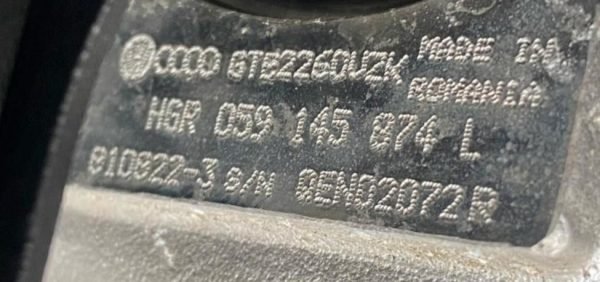 GTB2260VZK MADE IN
ROMANIA
HGR 059 145 874 L
810822-3 S/N 0EN02072R